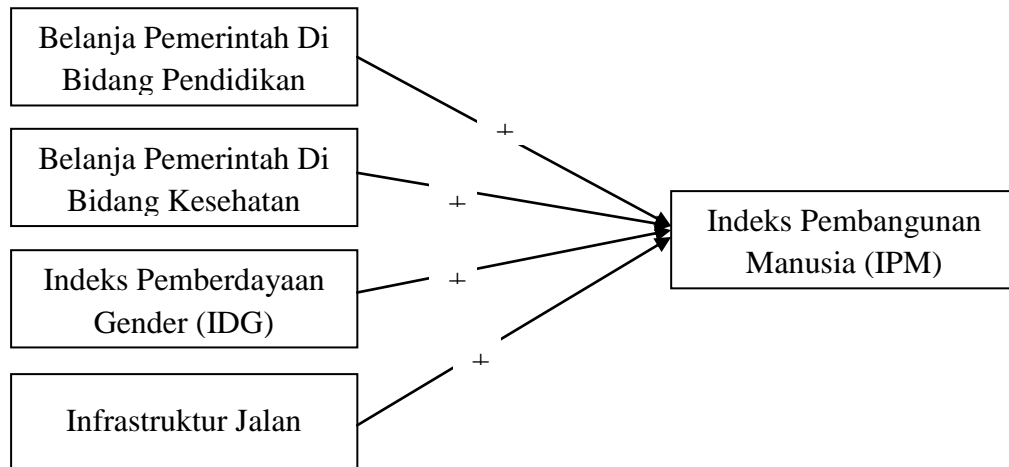 Belanja Pemerintah Di
Bidang Pendidikan
+
Belanja Pemerintah Di
Bidang Kesehatan
+
Indeks Pemberdayaan
Gender (IDG)
+
Infrastruktur Jalan
+
Indeks Pembangunan
Manusia (IPM)